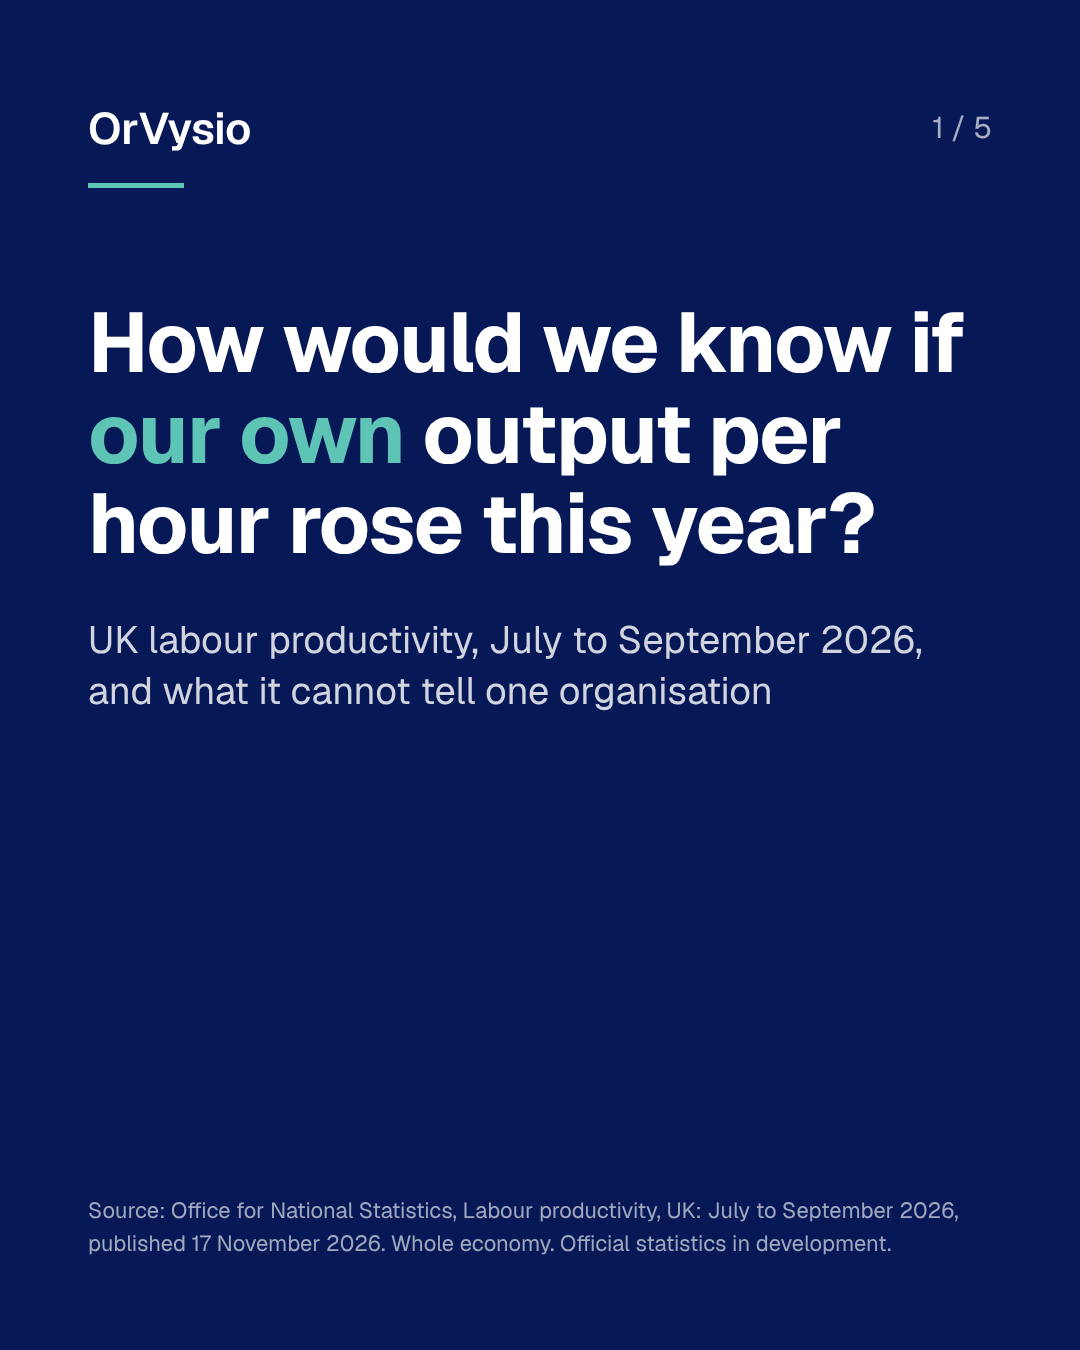 OrVysio
1 / 5
How would we know if
our own output per
hour rose this year?
UK labour productivity, July to September 2026,
and what it cannot tell one organisation
Source: Office for National Statistics, Labour productivity, UK: July to September 2026,
published 17 November 2026. Whole economy. Official statistics in development.